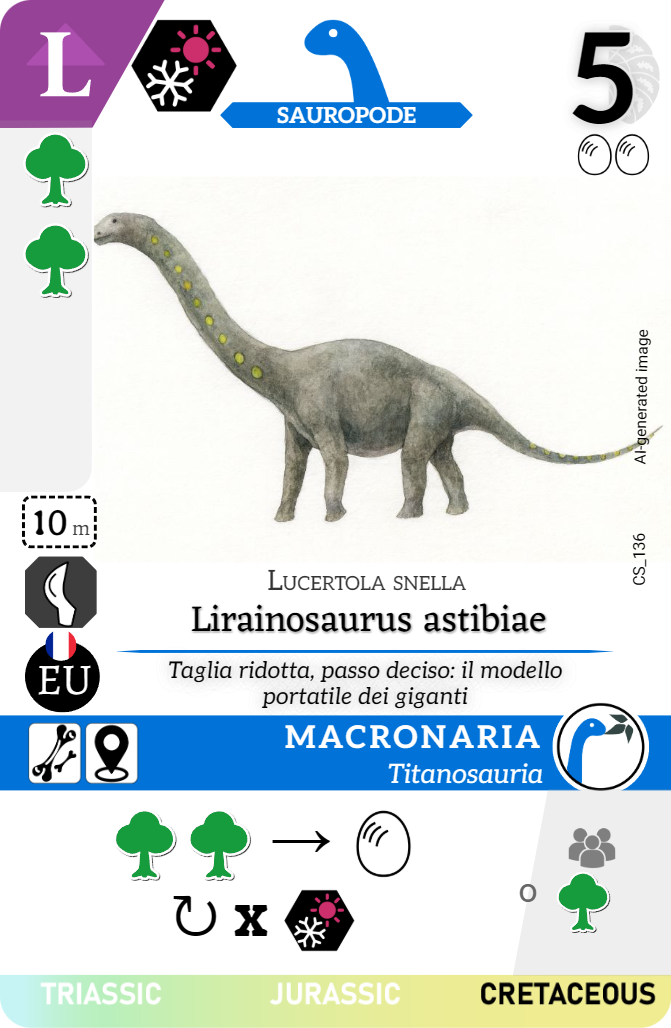 L
SAUROPODE
5
AI-generated image
CS_136
10 m
LUCERTOLA SNELLA
Lirainosaurus astibiae
EU
Taglia ridotta, passo deciso: il modello
portatile dei giganti
MACRONARIA
Titanosauria
o
x
TRIASSIC JURASSIC CRETACEOUS